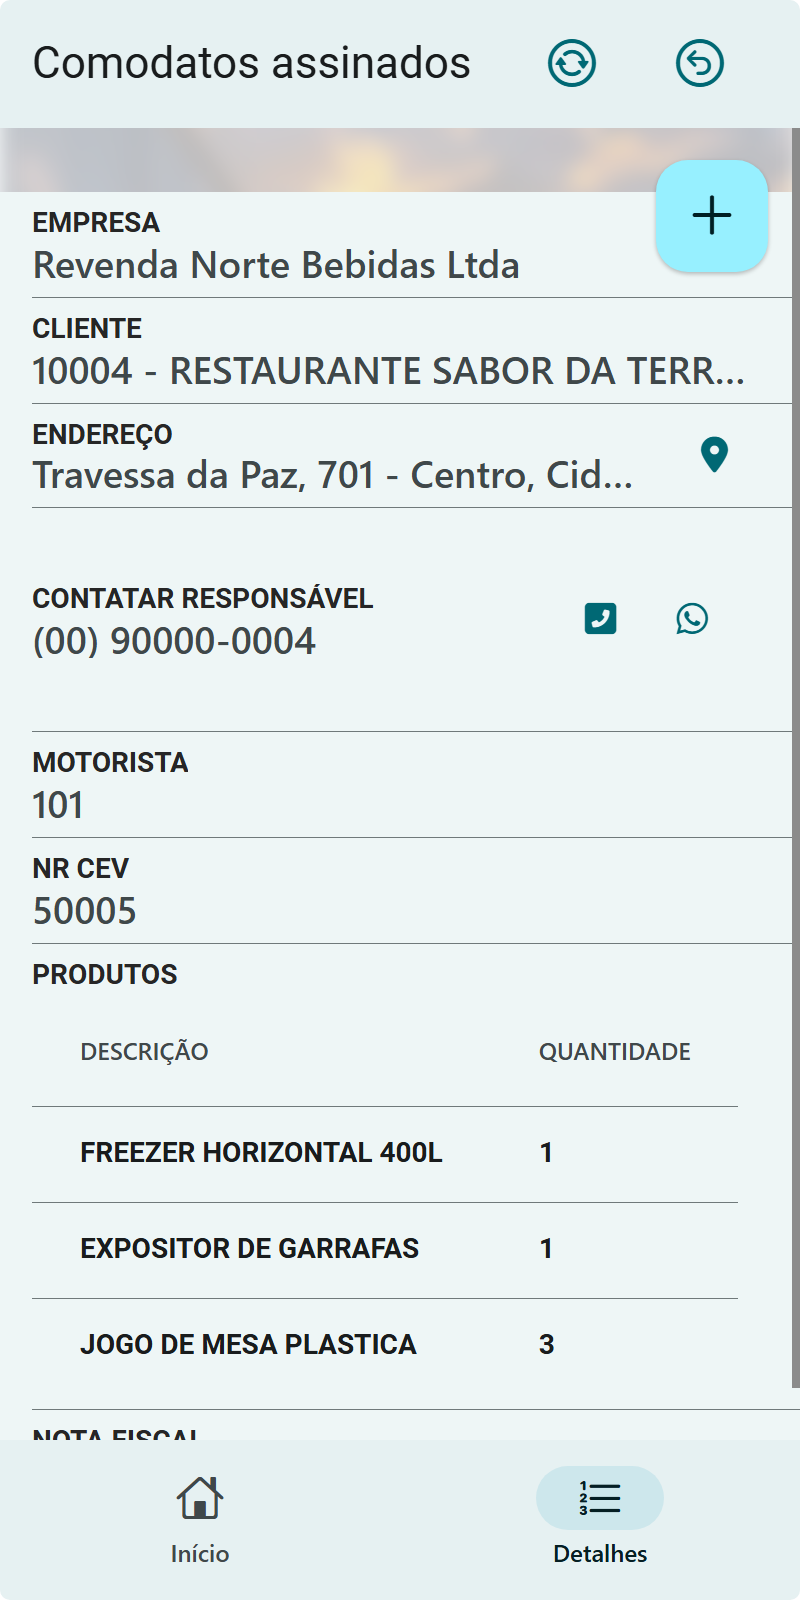 Comodatos assinados
EMPRESA
Revenda Norte Bebidas Ltda
CLIENTE
10004 - RESTAURANTE SABOR DA TERR...
ENDEREÇO
Travessa da Paz, 701 - Centro, Cid...
CONTATAR RESPONSÁVEL
(00) 90000-0004
MOTORISTA
101
NR CEV
50005
PRODUTOS
DESCRIÇÃO QUANTIDADE
FREEZER HORIZONTAL 400L 1
EXPOSITOR DE GARRAFAS 1
JOGO DE MESA PLASTICA 3
NOTA FISCAL
Início Detalhes